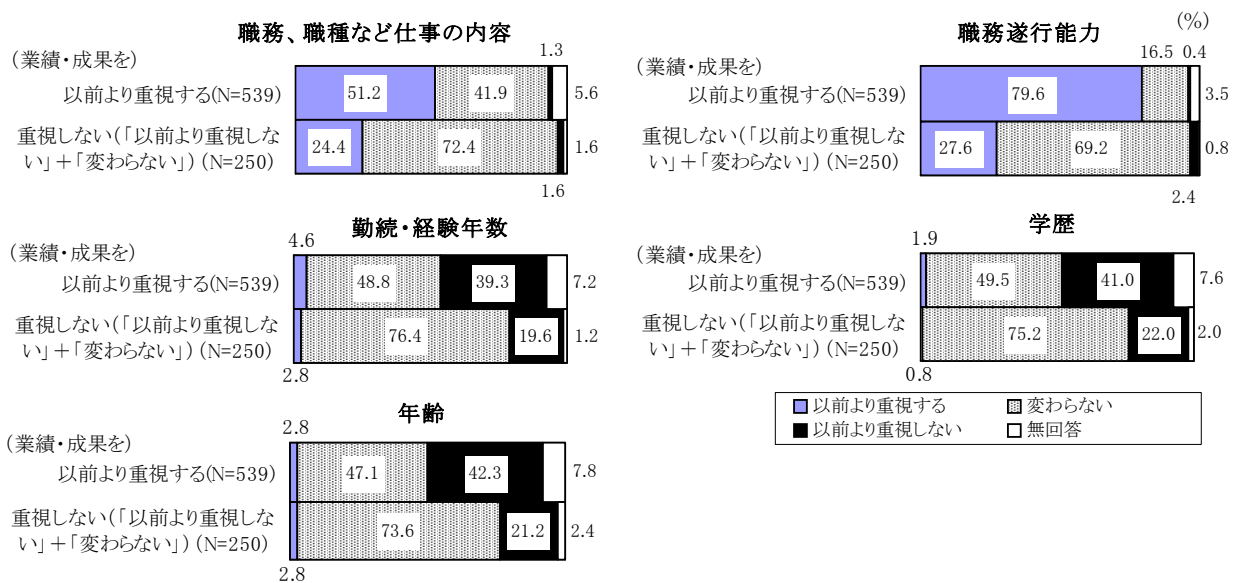 (%)
職務、職種など仕事の内容
1.3
(業績・成果を)
以前より重視する(N=539)
51.2
41.9
5.6
重視しない(「以前より重視しな
い」+「変わらない」) (N=250)
24.4
72.4
1.6
1.6
職務遂行能力
16.5
0.4
(業績・成果を)
以前より重視する(N=539)
79.6
3.5
重視しない(「以前より重視しな
い」+「変わらない」) (N=250)
27.6
69.2
0.8
2.4
勤続・経験年数
4.6
(業績・成果を)
以前より重視する(N=539)
48.8
39.3
7.2
重視しない(「以前より重視しな
い」+「変わらない」) (N=250)
76.4
19.6
1.2
2.8
学歴
1.9
(業績・成果を)
以前より重視する(N=539)
49.5
41.0
7.6
重視しない(「以前より重視しな
い」+「変わらない」) (N=250)
75.2
22.0
2.0
0.8
年齢
2.8
(業績・成果を)
以前より重視する(N=539)
47.1
42.3
7.8
重視しない(「以前より重視しな
い」+「変わらない」) (N=250)
73.6
21.2
2.4
2.8
以前より重視する
変わらない
以前より重視しない
無回答